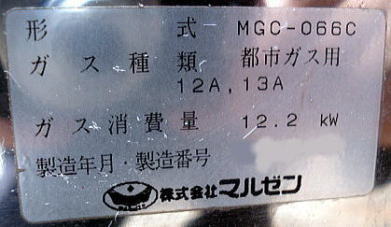 形 式 MGC-066C
ガス種類 都市ガス用
12A,13A
ガス消費量 12.2 kW
製造年月・製造番号
株式会社マルゼン